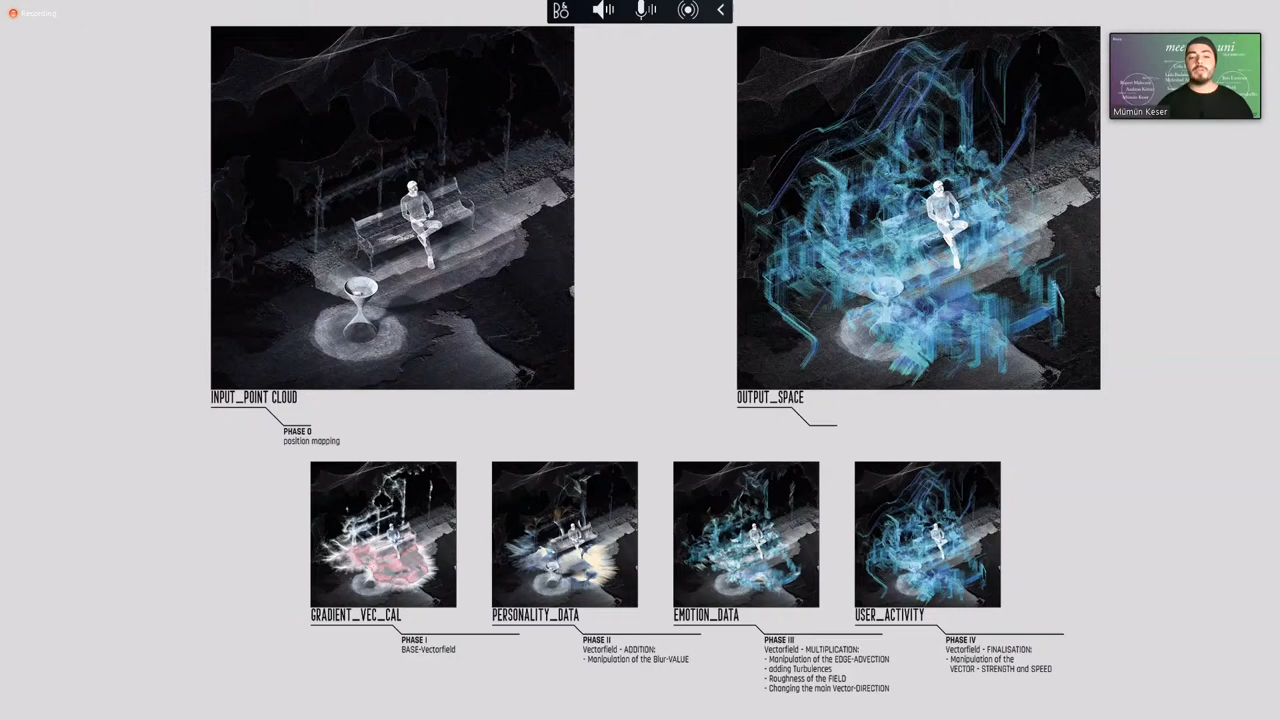 Recording
B&O
Mümün Keser
INPUT_POINT CLOUD
PHASE 0
position mapping
OUTPUT_SPACE
GRADIENT_VEC_CAL
PHASE I
BASE-Vectorfield
PERSONALITY_DATA
PHASE II
Vectorfield - ADDITION:
- Manipulation of the Blur-VALUE
EMOTION_DATA
PHASE III
Vectorfield - MULTIPLICATION:
- Manipulation of the EDGE-ADVECTION
- adding Turbulences
- Roughness of the FIELD
- Changing the main Vector-DIRECTION
USER_ACTIVITY
PHASE IV
Vectorfield - FINALISATION:
- Manipulation of the
VECTOR - STRENGTH and SPEED